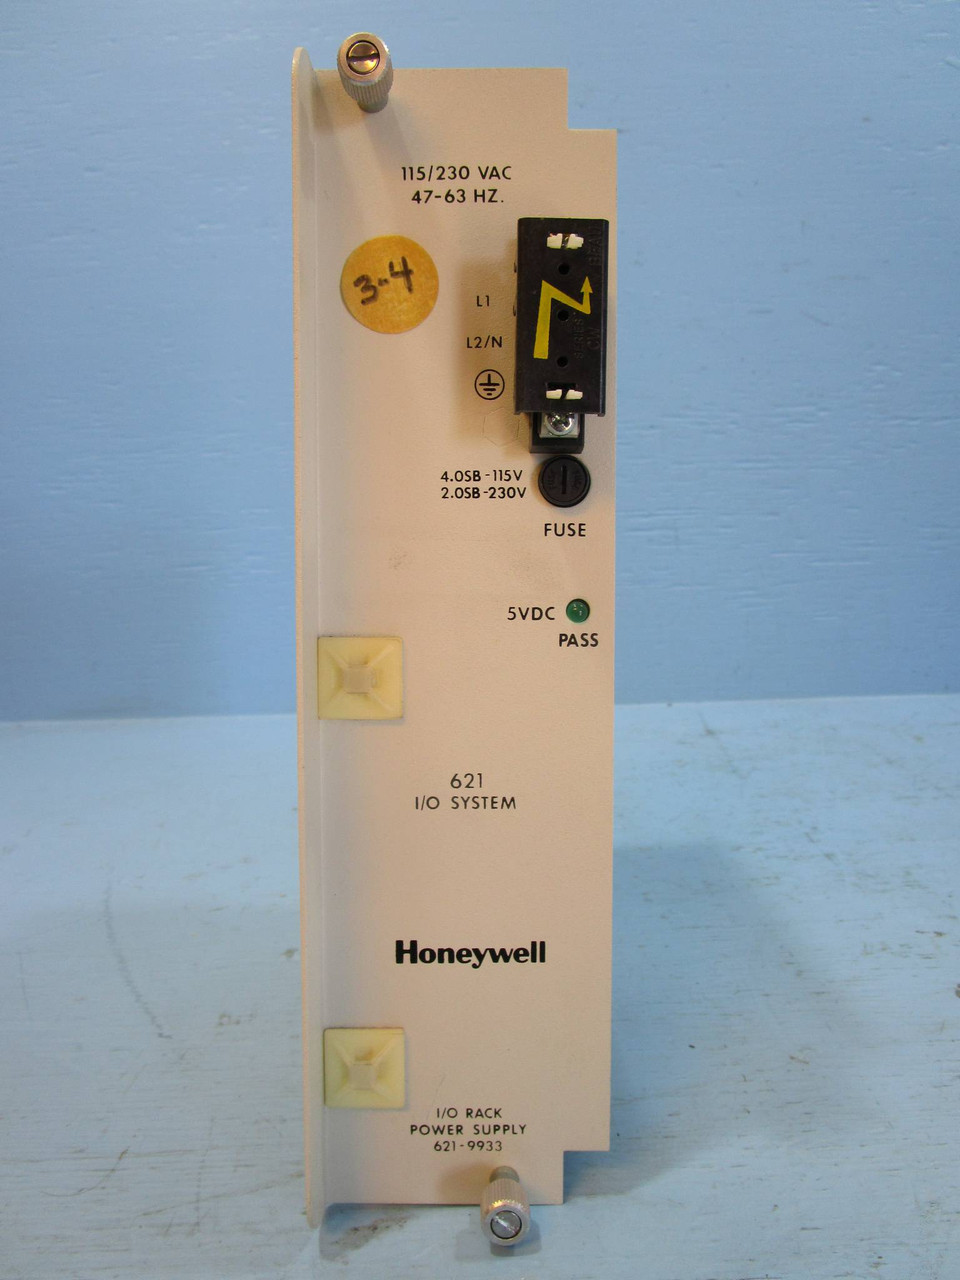 115/230 VAC
47-63 HZ.
3-4
L1
L2/N
4.0SB-115V
2.0SB-230V
FUSE
5VDC
PASS
621
I/O SYSTEM
Honeywell
I/O RACK
POWER SUPPLY
621-9933